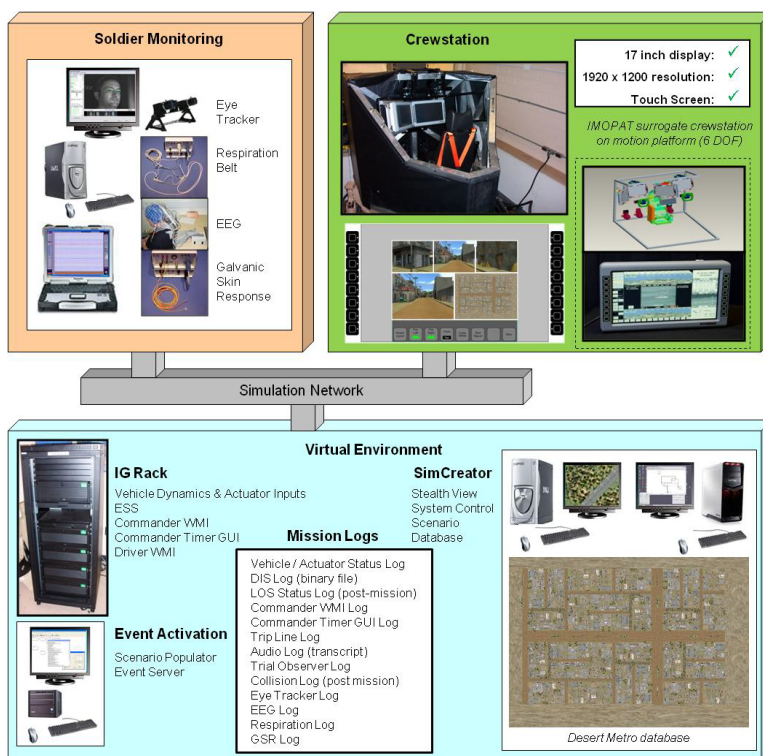 Soldier Monitoring
Eye
Tracker
Respiration
Belt
EEG
Galvanic
Skin
Response
Crewstation
17 inch display: ✓
1920 x 1200 resolution: ✓
Touch Screen: ✓
IMOPAT surrogate crewstation
on motion platform (6 DOF)
Simulation Network
Virtual Environment
IG Rack
Vehicle Dynamics & Actuator Inputs
ESS
Commander WMI
Commander Timer GUI
Driver WMI
SimCreator
Stealth View
System Control
Scenario
Database
Mission Logs
Vehicle / Actuator Status Log
DIS Log (binary file)
LOS Status Log (post-mission)
Commander WMI Log
Commander Timer GUI Log
Trip Line Log
Audio Log (transcript)
Trial Observer Log
Collision Log (post mission)
Eye Tracker Log
EEG Log
Respiration Log
GSR Log
Event Activation
Scenario Populator
Event Server
Desert Metro database